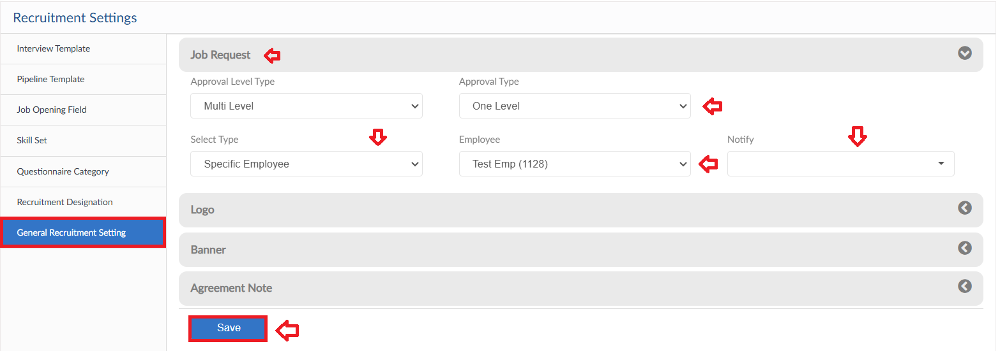 Recruitment Settings
Interview Template
Pipeline Template
Job Opening Field
Skill Set
Questionnaire Category
Recruitment Designation
General Recruitment Setting
Job Request
Approval Level Type
Approval Type
Multi Level
One Level
Select Type
Employee
Notify
Specific Employee
Test Emp (1128)
Logo
Banner
Agreement Note
Save